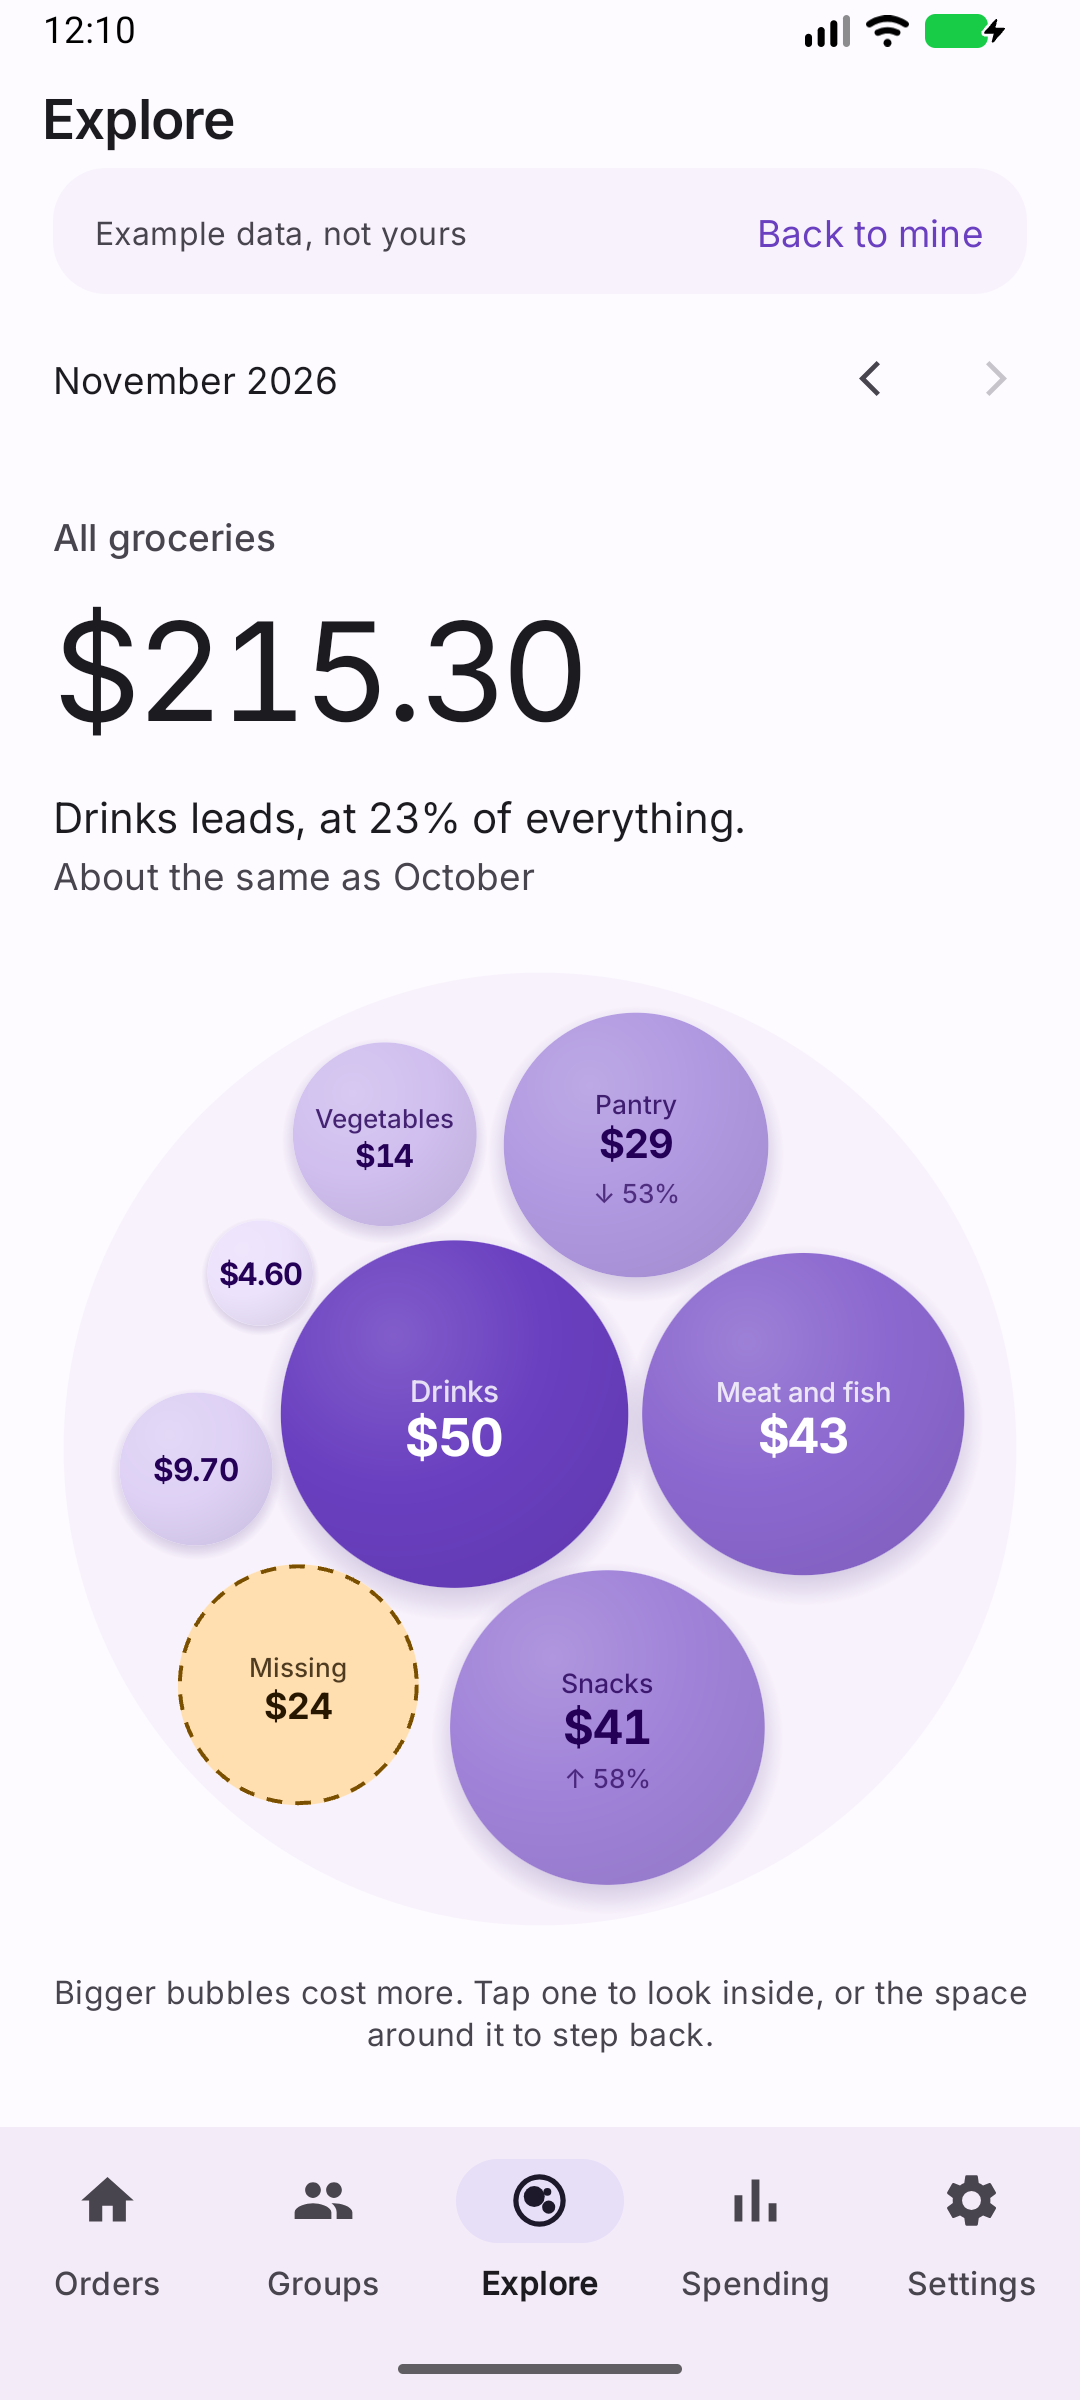 12:10
Explore
Example data, not yours
Back to mine
November 2026
All groceries
$215.30
Drinks leads, at 23% of everything.
About the same as October
Vegetables
$14
Pantry
$29
↓ 53%
$4.60
Drinks
$50
Meat and fish
$43
$9.70
Missing
$24
Snacks
$41
↑ 58%
Bigger bubbles cost more. Tap one to look inside, or the space
around it to step back.
Orders
Groups
Explore
Spending
Settings